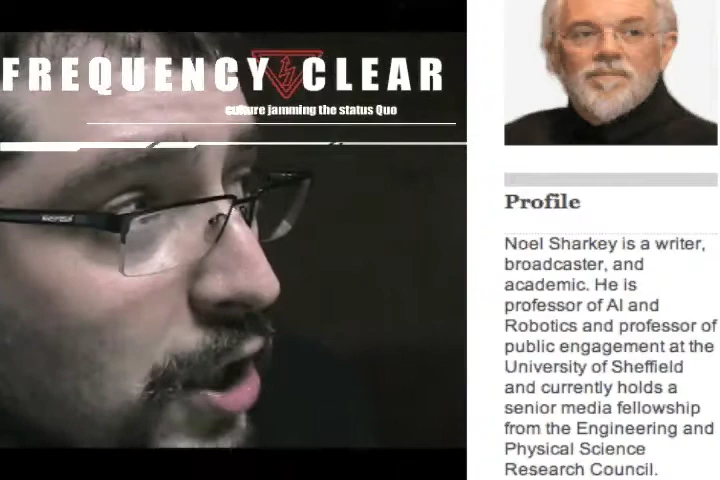 FREQUENCY CLEAR
culture jamming the status Quo
Profile
Noel Sharkey is a writer,
broadcaster, and
academic. He is
professor of AI and
Robotics and professor of
public engagement at the
University of Sheffield
and currently holds a
senior media fellowship
from the Engineering and
Physical Science
Research Council.